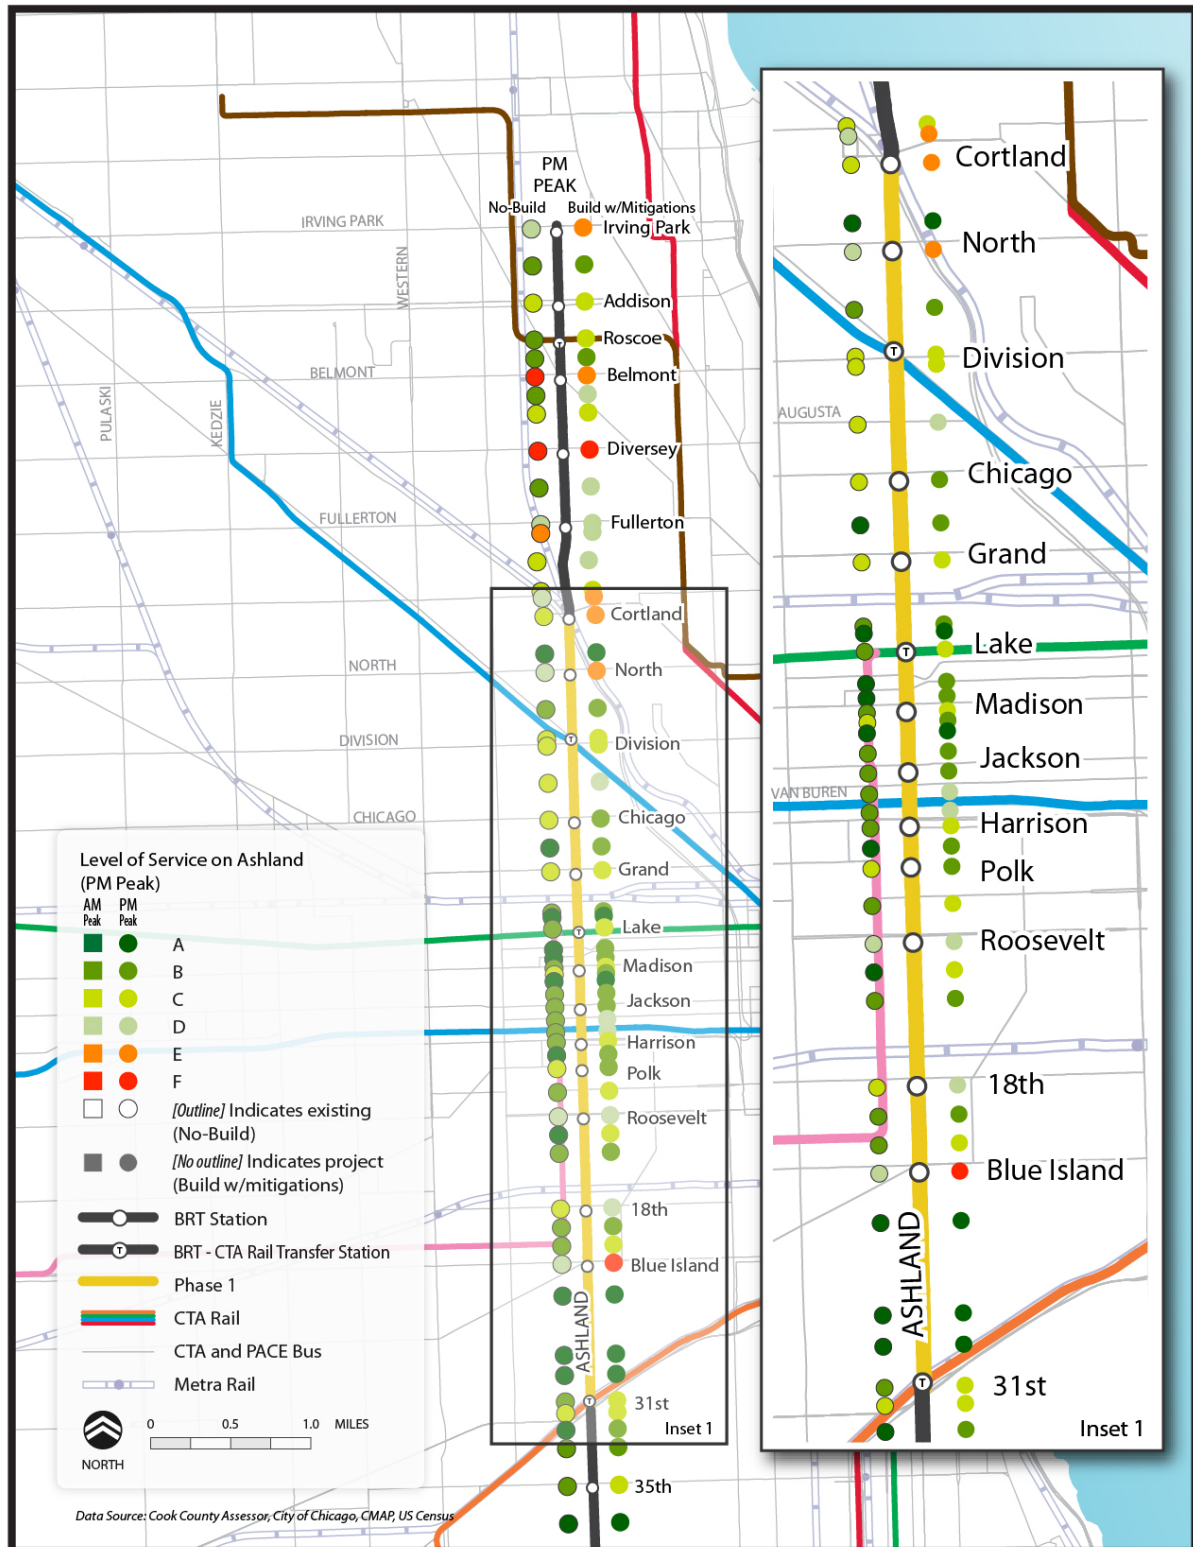 PM
PEAK
No-Build
Build w/Mitigations
Irving Park
Addison
Roscoe
Belmont
Diversey
Fullerton
Cortland
North
Division
Chicago
Grand
Lake
Madison
Jackson
Harrison
Polk
Roosevelt
18th
Blue Island
ASHLAND
31st
Inset 1
35th
IRVING PARK
WESTERN
BELMONT
PULASKI
KEDZIE
FULLERTON
NORTH
DIVISION
CHICAGO
Cortland
North
Division
AUGUSTA
Chicago
Grand
Lake
Madison
Jackson
VAN BUREN
Harrison
Polk
Roosevelt
18th
Blue Island
ASHLAND
31st
Inset 1
T
T
T
T
T
T
T
Level of Service on Ashland
(PM Peak)
AM PM
Peak Peak
A
B
C
D
E
F
[Outline] Indicates existing
(No-Build)
[No outline] Indicates project
(Build w/mitigations)
BRT Station
T BRT - CTA Rail Transfer Station
Phase 1
CTA Rail
CTA and PACE Bus
Metra Rail
NORTH
0 0.5 1.0 MILES
Data Source: Cook County Assessor, City of Chicago, CMAP, US Census